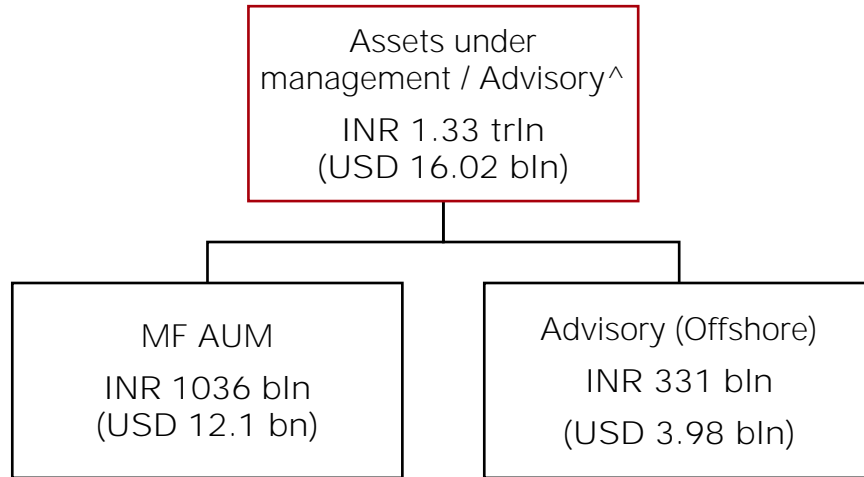 Assets under
management / Advisory^
INR 1.33 trln
(USD 16.02 bln)
MF AUM
INR 1036 bln
(USD 12.1 bn)
Advisory (Offshore)
INR 331 bln
(USD 3.98 bln)